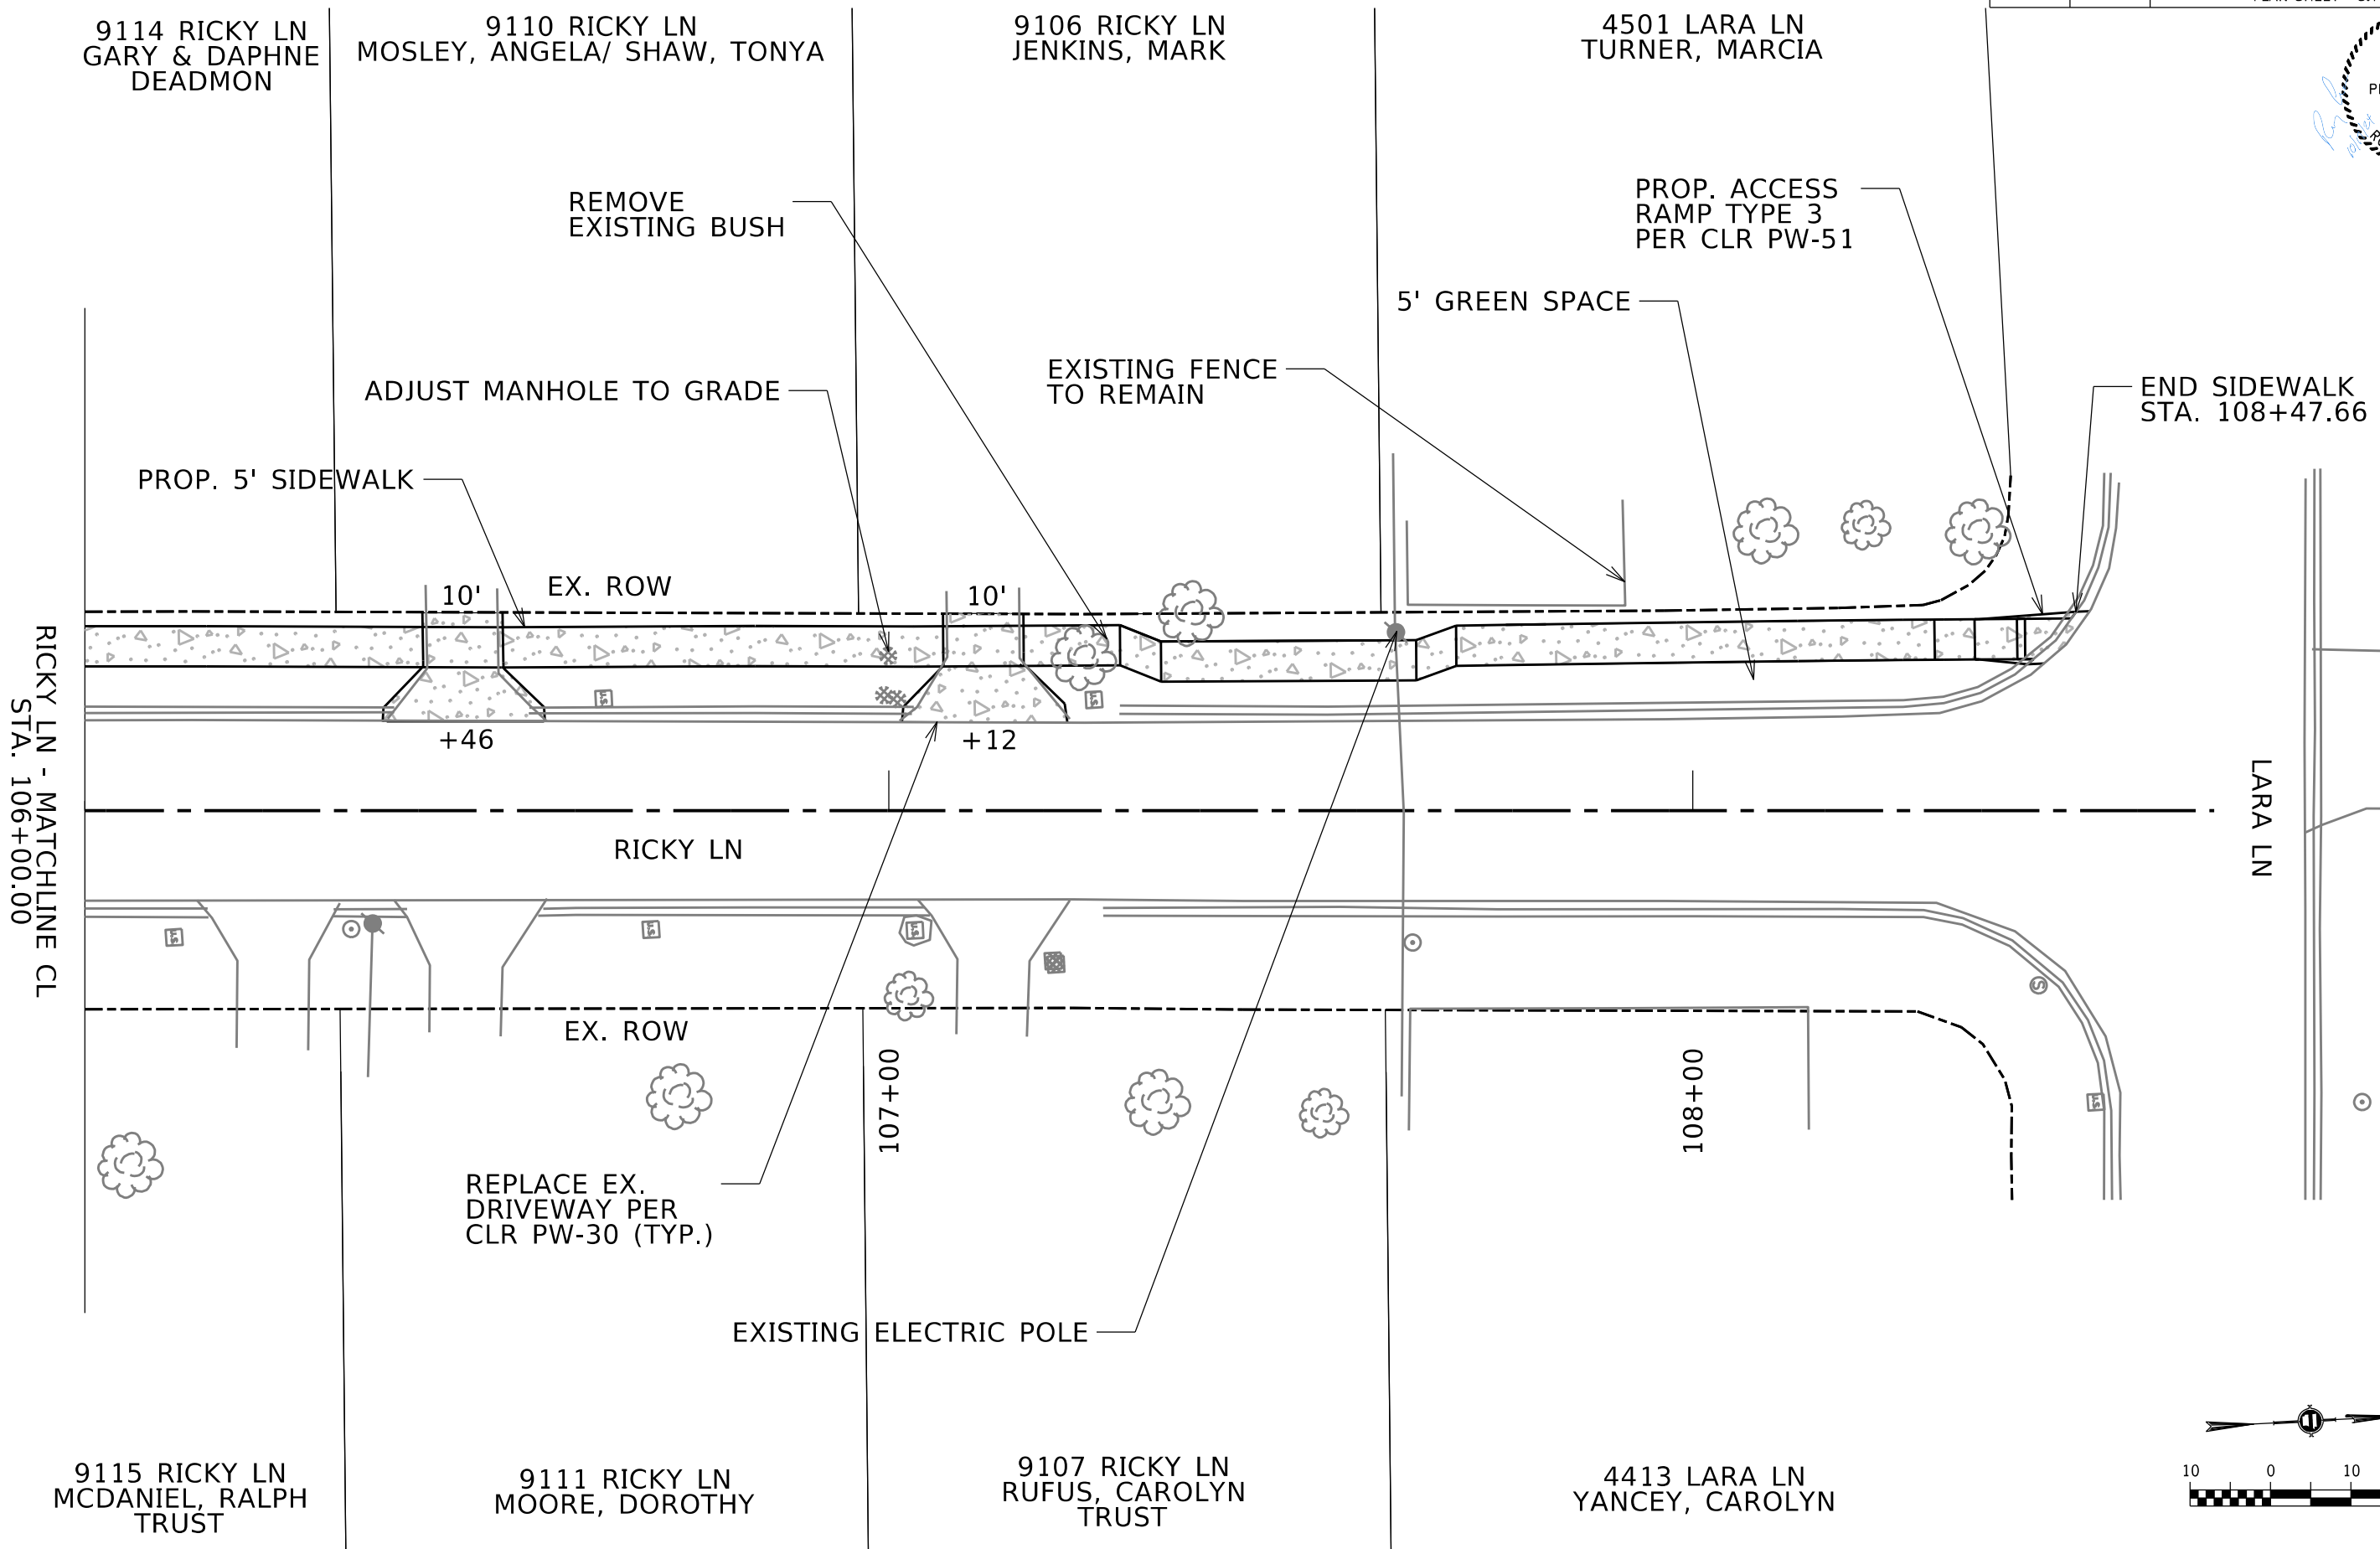 9114 RICKY LN
GARY & DAPHNE
DEADMON
9110 RICKY LN
MOSLEY, ANGELA/ SHAW, TONYA
9106 RICKY LN
JENKINS, MARK
4501 LARA LN
TURNER, MARCIA
REMOVE
EXISTING BUSH
PROP. ACCESS
RAMP TYPE 3
PER CLR PW-51
5' GREEN SPACE
EXISTING FENCE
TO REMAIN
ADJUST MANHOLE TO GRADE
END SIDEWALK
STA. 108+47.66
PROP. 5' SIDEWALK
EX. ROW
10'
10'
+46
+12
RICKY LN - MATCHLINE CL
STA. 106+00.00
RICKY LN
LARA LN
EX. ROW
107+00
108+00
REPLACE EX.
DRIVEWAY PER
CLR PW-30 (TYP.)
EXISTING ELECTRIC POLE
9115 RICKY LN
MCDANIEL, RALPH
TRUST
9111 RICKY LN
MOORE, DOROTHY
9107 RICKY LN
RUFUS, CAROLYN
TRUST
4413 LARA LN
YANCEY, CAROLYN
10 0 10